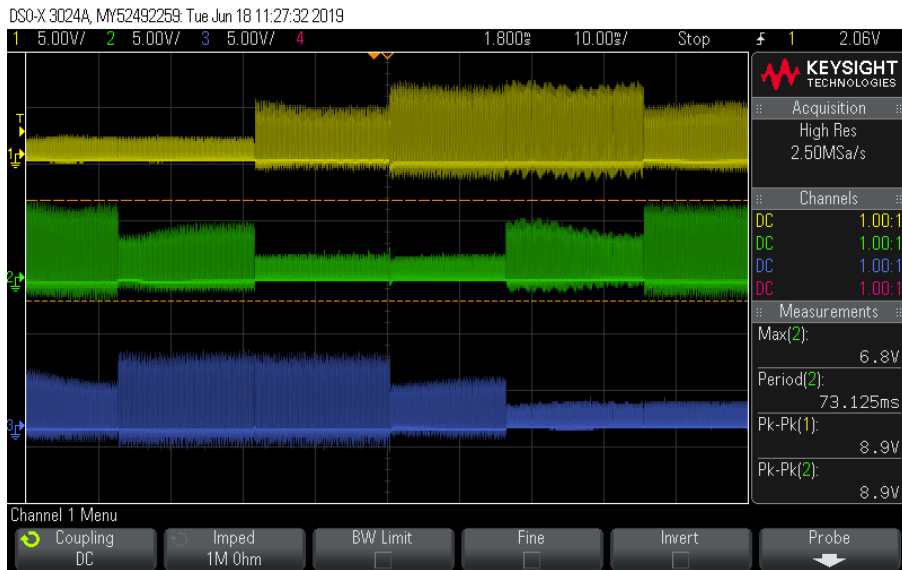 DSO-X 3024A, MY52492259: Tue Jun 18 11:27:32 2019
1 5.00V/ 2 5.00V/ 3 5.00V/ 4 1.800s 10.00s/ Stop 1 2.06V
KEYSIGHT
TECHNOLOGIES
Acquisition
High Res
2.50MSa/s
Channels
DC 1.00:1
DC 1.00:1
DC 1.00:1
DC 1.00:1
Measurements
Max(2):
6.8V
Period(2):
73.125ms
Pk-Pk(1):
8.9V
Pk-Pk(2):
8.9V
T
1
2
3
Channel 1 Menu
Coupling
DC
Imped
1M Ohm
BW Limit
Fine
Invert
Probe